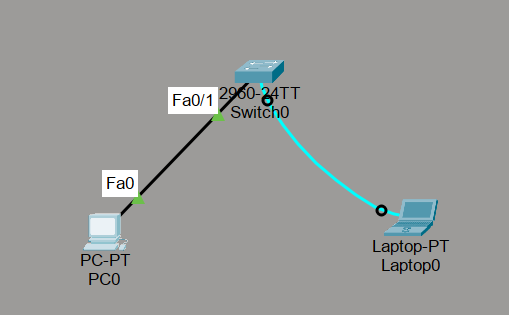 2960-24TT
Switch0
Fa0/1
Fa0
PC-PT
PC0
Laptop-PT
Laptop0